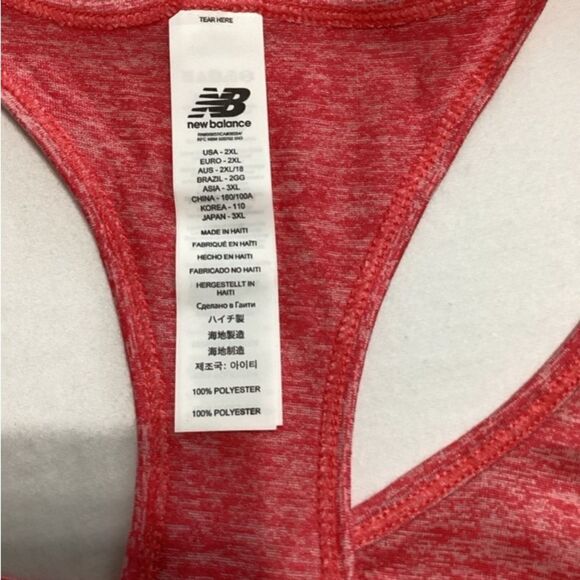 TEAR HERE
NB
new balance
USA - 2XL
EURO - 2XL
AUS - 2XL/18
BRAZIL - 2GG
ASIA - 3XL
CHINA - 180/100A
KOREA - 110
JAPAN - 3XL
MADE IN HAITI
FABRIQUÉ EN HAÏTI
HECHO EN HAITI
FABRICADO NO HAITI
HERGESTELLT IN
HAITI
Сделано в Гаити
ハイチ製
海地製造
海地制造
제조국: 아이티
100% POLYESTER
100% POLYESTER